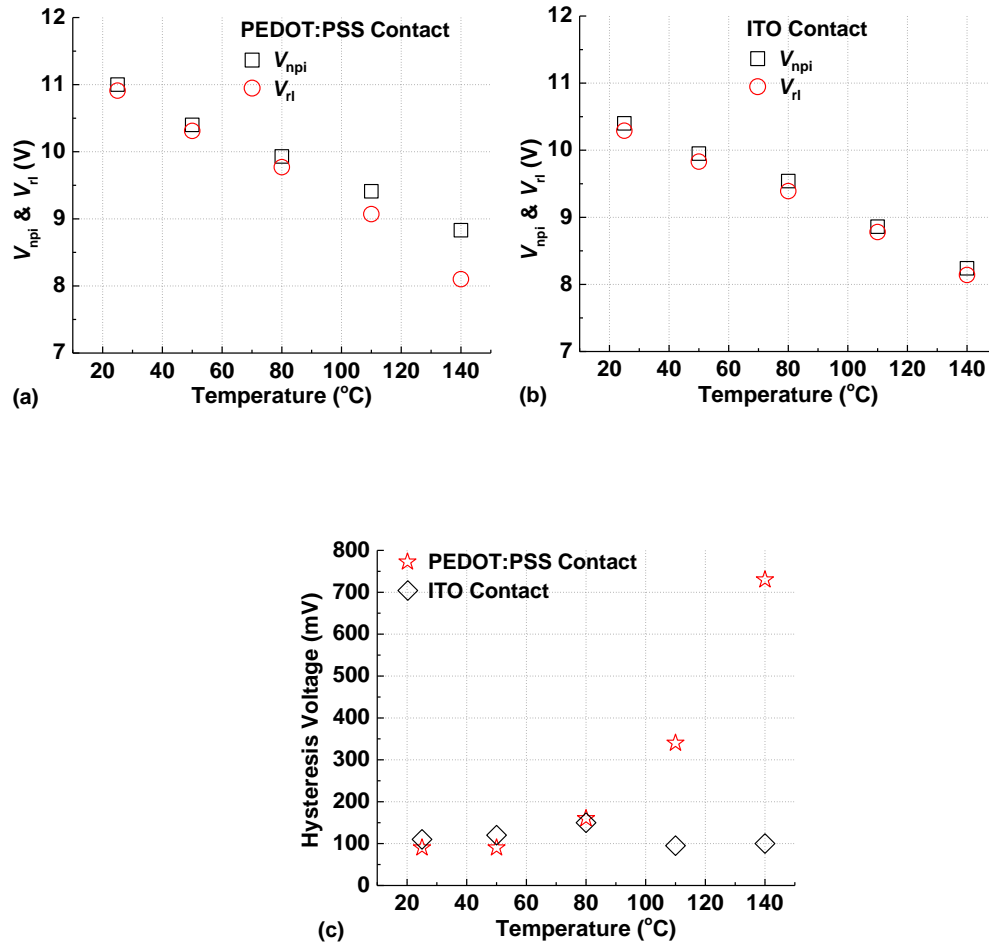 PEDOT:PSS Contact
Vnpi
Vrl
12
11
10
9
8
7
Vnpi & Vrl (V)
20 40 60 80 100 120 140
Temperature (oC)
(a)
ITO Contact
Vnpi
Vrl
12
11
10
9
8
7
Vnpi & Vrl (V)
20 40 60 80 100 120 140
Temperature (oC)
(b)
PEDOT:PSS Contact
ITO Contact
800
700
600
500
400
300
200
100
0
Hysteresis Voltage (mV)
20 40 60 80 100 120 140
Temperature (oC)
(c)